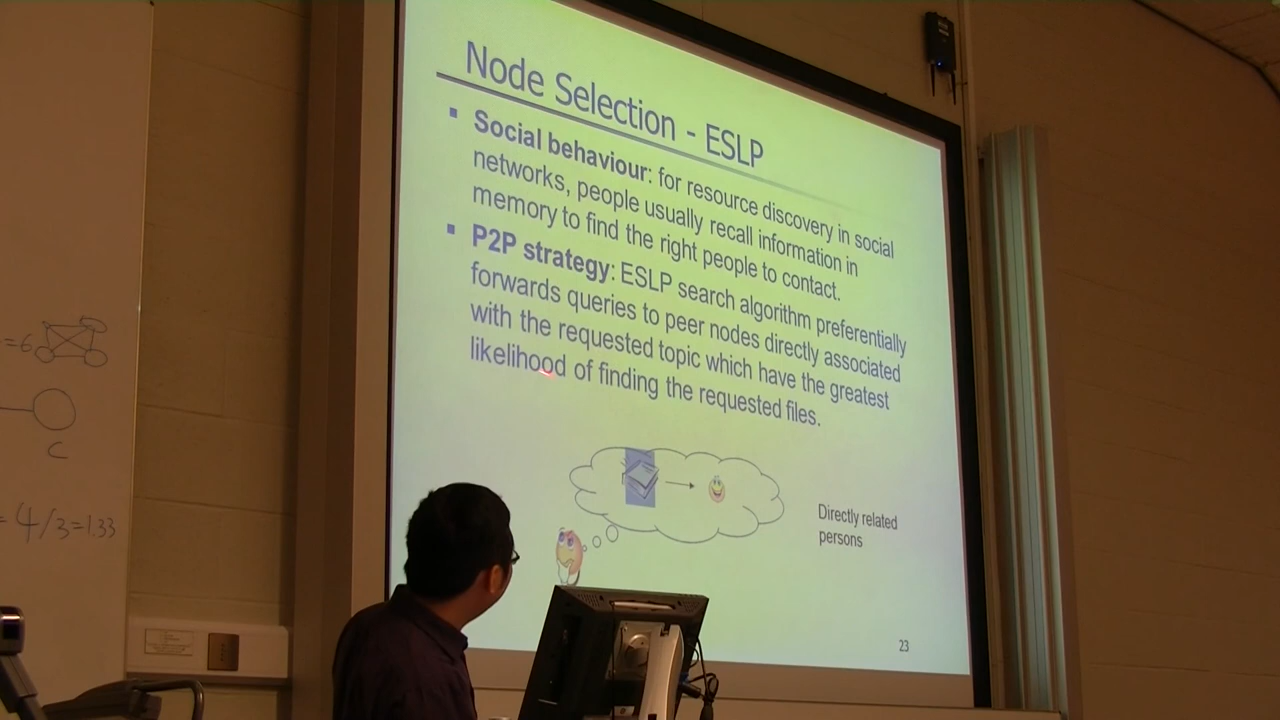 Node Selection - ESLP
▪ Social behaviour: for resource discovery in social
networks, people usually recall information in
memory to find the right people to contact.
▪ P2P strategy: ESLP search algorithm preferentially
forwards queries to peer nodes directly associated
with the requested topic which have the greatest
likelihood of finding the requested files.
Directly related
persons
23
=6
C
= 4/3=1.33